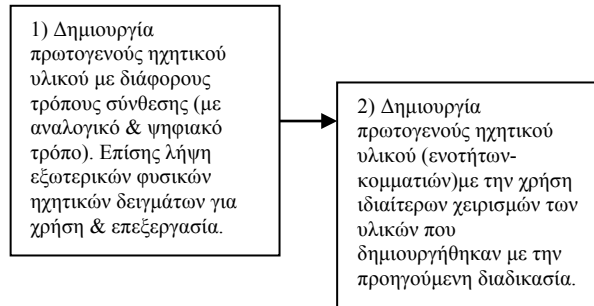 1) Δημιουργία
πρωτογενούς ηχητικού
υλικού με διάφορους
τρόπους σύνθεσης (με
αναλογικό & ψηφιακό
τρόπο). Επίσης λήψη
εξωτερικών φυσικών
ηχητικών δειγμάτων για
χρήση & επεξεργασία.
2) Δημιουργία
πρωτογενούς ηχητικού
υλικού (ενοτήτων-
κομματιών)με την χρήση
ιδιαίτερων χειρισμών των
υλικών που
δημιουργήθηκαν με την
προηγούμενη διαδικασία.